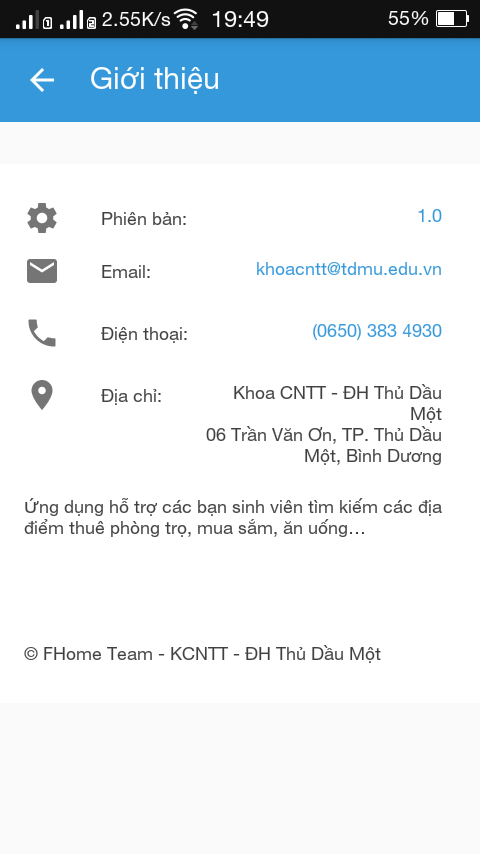 2.55K/s 19:49 55%
Giới thiệu
Phiên bản: 1.0
Email: khoacntt@tdmu.edu.vn
Điện thoại: (0650) 383 4930
Địa chỉ: Khoa CNTT - ĐH Thủ Dầu
Một
06 Trần Văn Ơn, TP. Thủ Dầu
Một, Bình Dương
Ứng dụng hỗ trợ các bạn sinh viên tìm kiếm các địa
điểm thuê phòng trọ, mua sắm, ăn uống...
© FHome Team - KCNTT - ĐH Thủ Dầu Một